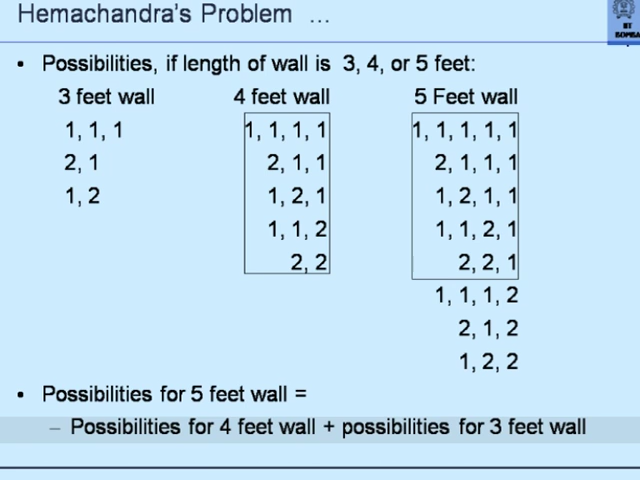 Hemachandra's Problem ...
• Possibilities, if length of wall is 3, 4, or 5 feet:
3 feet wall 4 feet wall 5 Feet wall
1, 1, 1 1, 1, 1, 1 1, 1, 1, 1, 1
2, 1 2, 1, 1 2, 1, 1, 1
1, 2 1, 2, 1 1, 2, 1, 1
1, 1, 2 1, 1, 2, 1
2, 2 2, 2, 1
1, 1, 1, 2
2, 1, 2
1, 2, 2
• Possibilities for 5 feet wall =
– Possibilities for 4 feet wall + possibilities for 3 feet wall